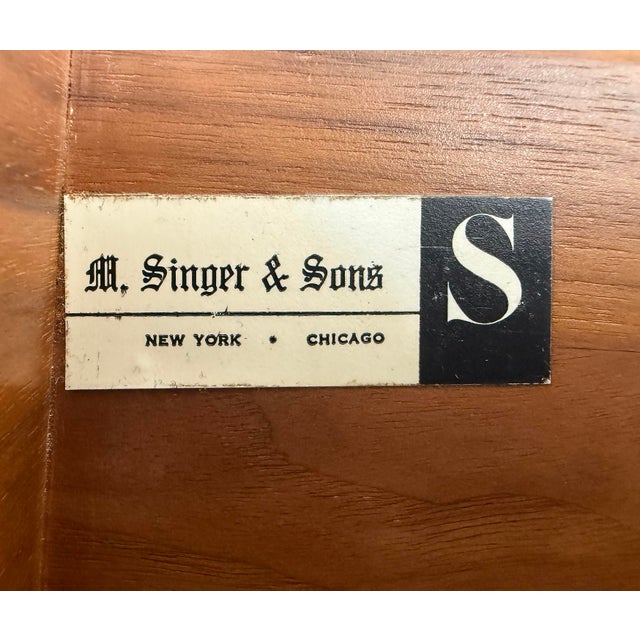 M. Singer & Sons
NEW YORK • CHICAGO
S